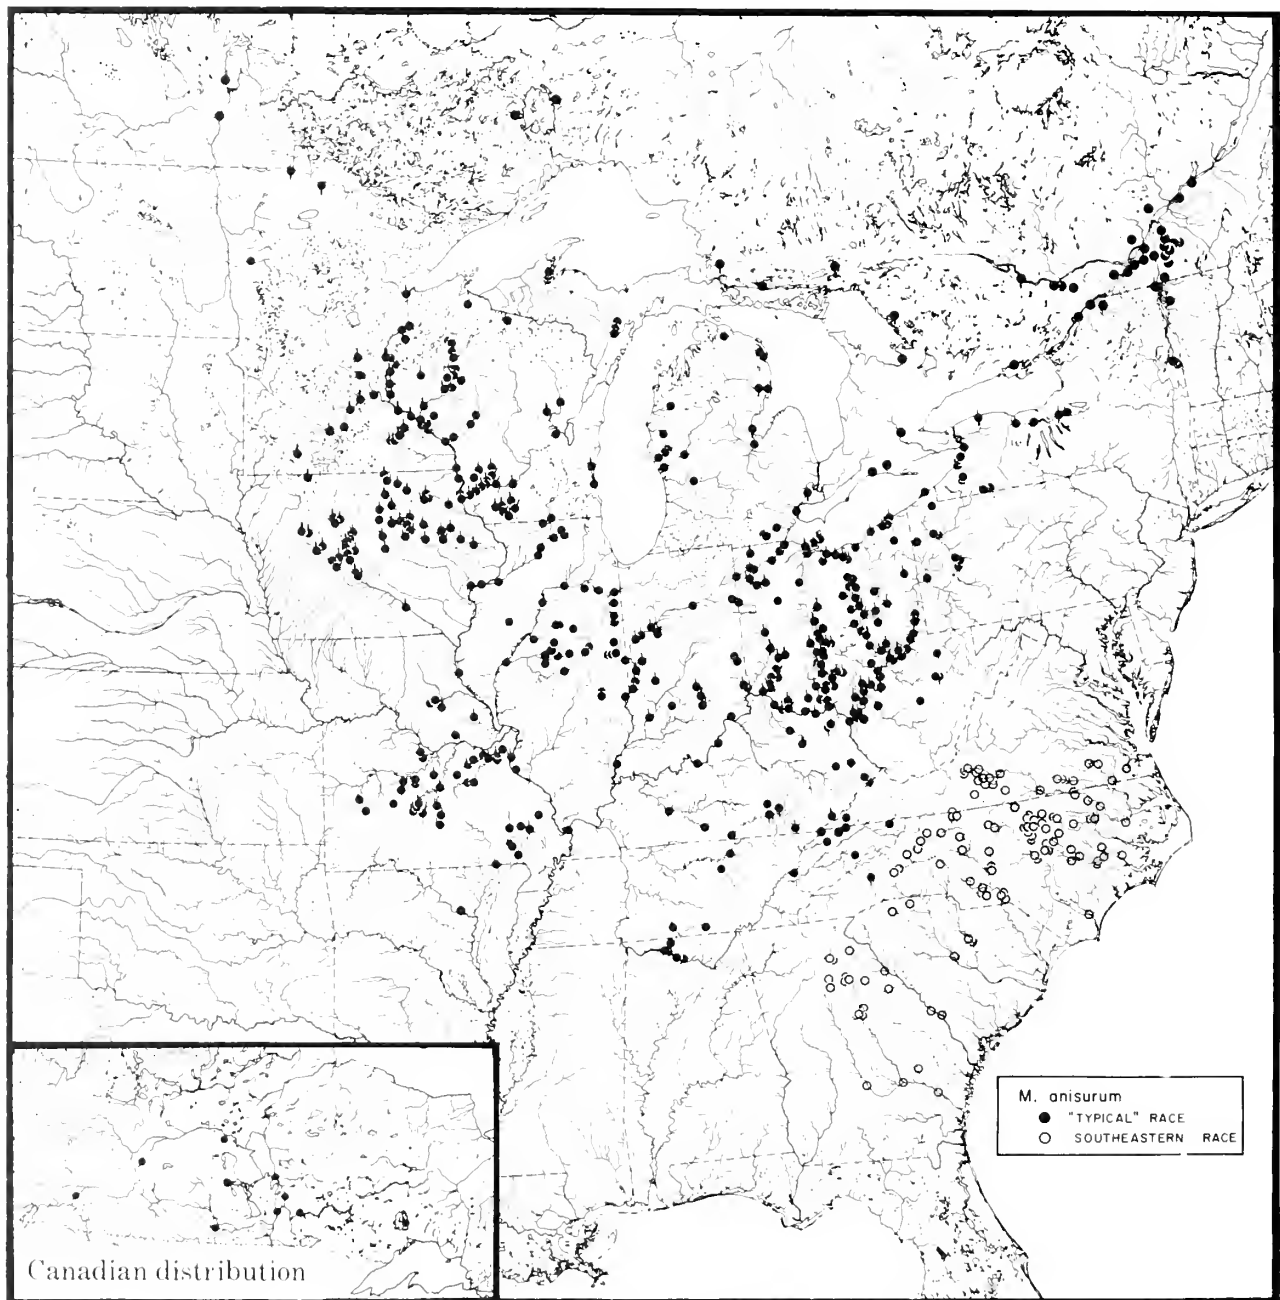 M. anisurum
● "TYPICAL" RACE
○ SOUTHEASTERN RACE
Canadian distribution